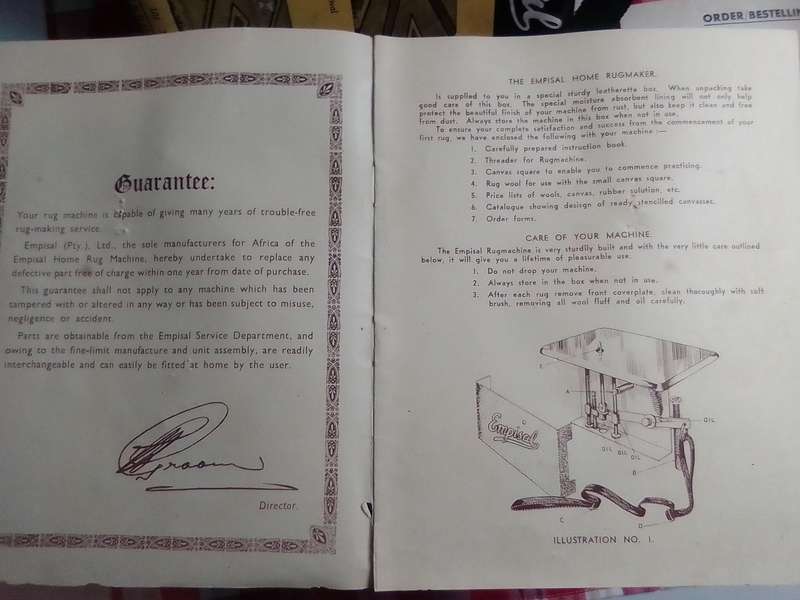 ORDER/BESTELLIN
Guarantee:
Your rug machine is capable of giving many years of trouble-free
rug-making service.
Empisal (Pty.) Ltd., the sole manufacturers for Africa of the
Empisal Home Rug Machine, hereby undertake to replace any
defective part free of charge within one year from date of purchase.
This guarantee shall not apply to any machine which has been
tampered with or altered in any way or has been subject to misuse,
negligence or accident.
Parts are obtainable from the Empisal Service Department, and
owing to the fine-limit manufacture and unit assembly, are readily
interchangeable and can easily be fitted at home by the user.
Director.
THE EMPISAL HOME RUGMAKER.
Is supplied to you in a special sturdy leatherette box. When unpacking take
good care of this box. The special moisture absorbent lining will not only help
protect the beautiful finish of your machine from rust, but also keep it clean and free
from dust. Always store the machine in this box when not in use.
To ensure your complete satisfaction and success from the commencement of your
first rug, we have enclosed the following with your machine :—
1. Carefully prepared instruction book.
2. Threader for Rugmachine.
3. Canvas square to enable you to commence practicing.
4. Rug wool for use with the small canvas square.
5. Price lists of wools, canvas, rubber solution, etc.
6. Catalogue showing design of ready stencilled canvasses.
7. Order forms.
CARE OF YOUR MACHINE.
The Empisal Rugmachine is very sturdily built and with the very little care outlined
below, it will give you a lifetime of pleasurable use.
1. Do not drop your machine.
2. Always store in the box when not in use.
3. After each rug remove front coverplate, clean thoroughly with soft
brush, removing all wool fluff and oil carefully.
E
A
OIL
Empisal
OIL OIL OIL
B
C
D
ILLUSTRATION NO. 1.